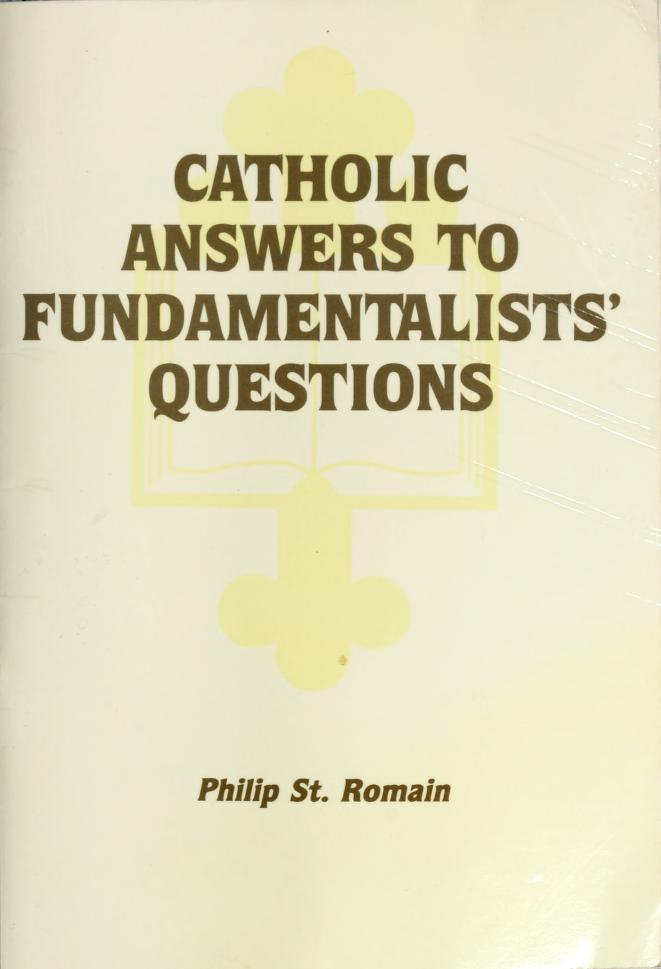 CATHOLIC
ANSWERS TO
FUNDAMENTALISTS'
QUESTIONS
Philip St. Romain